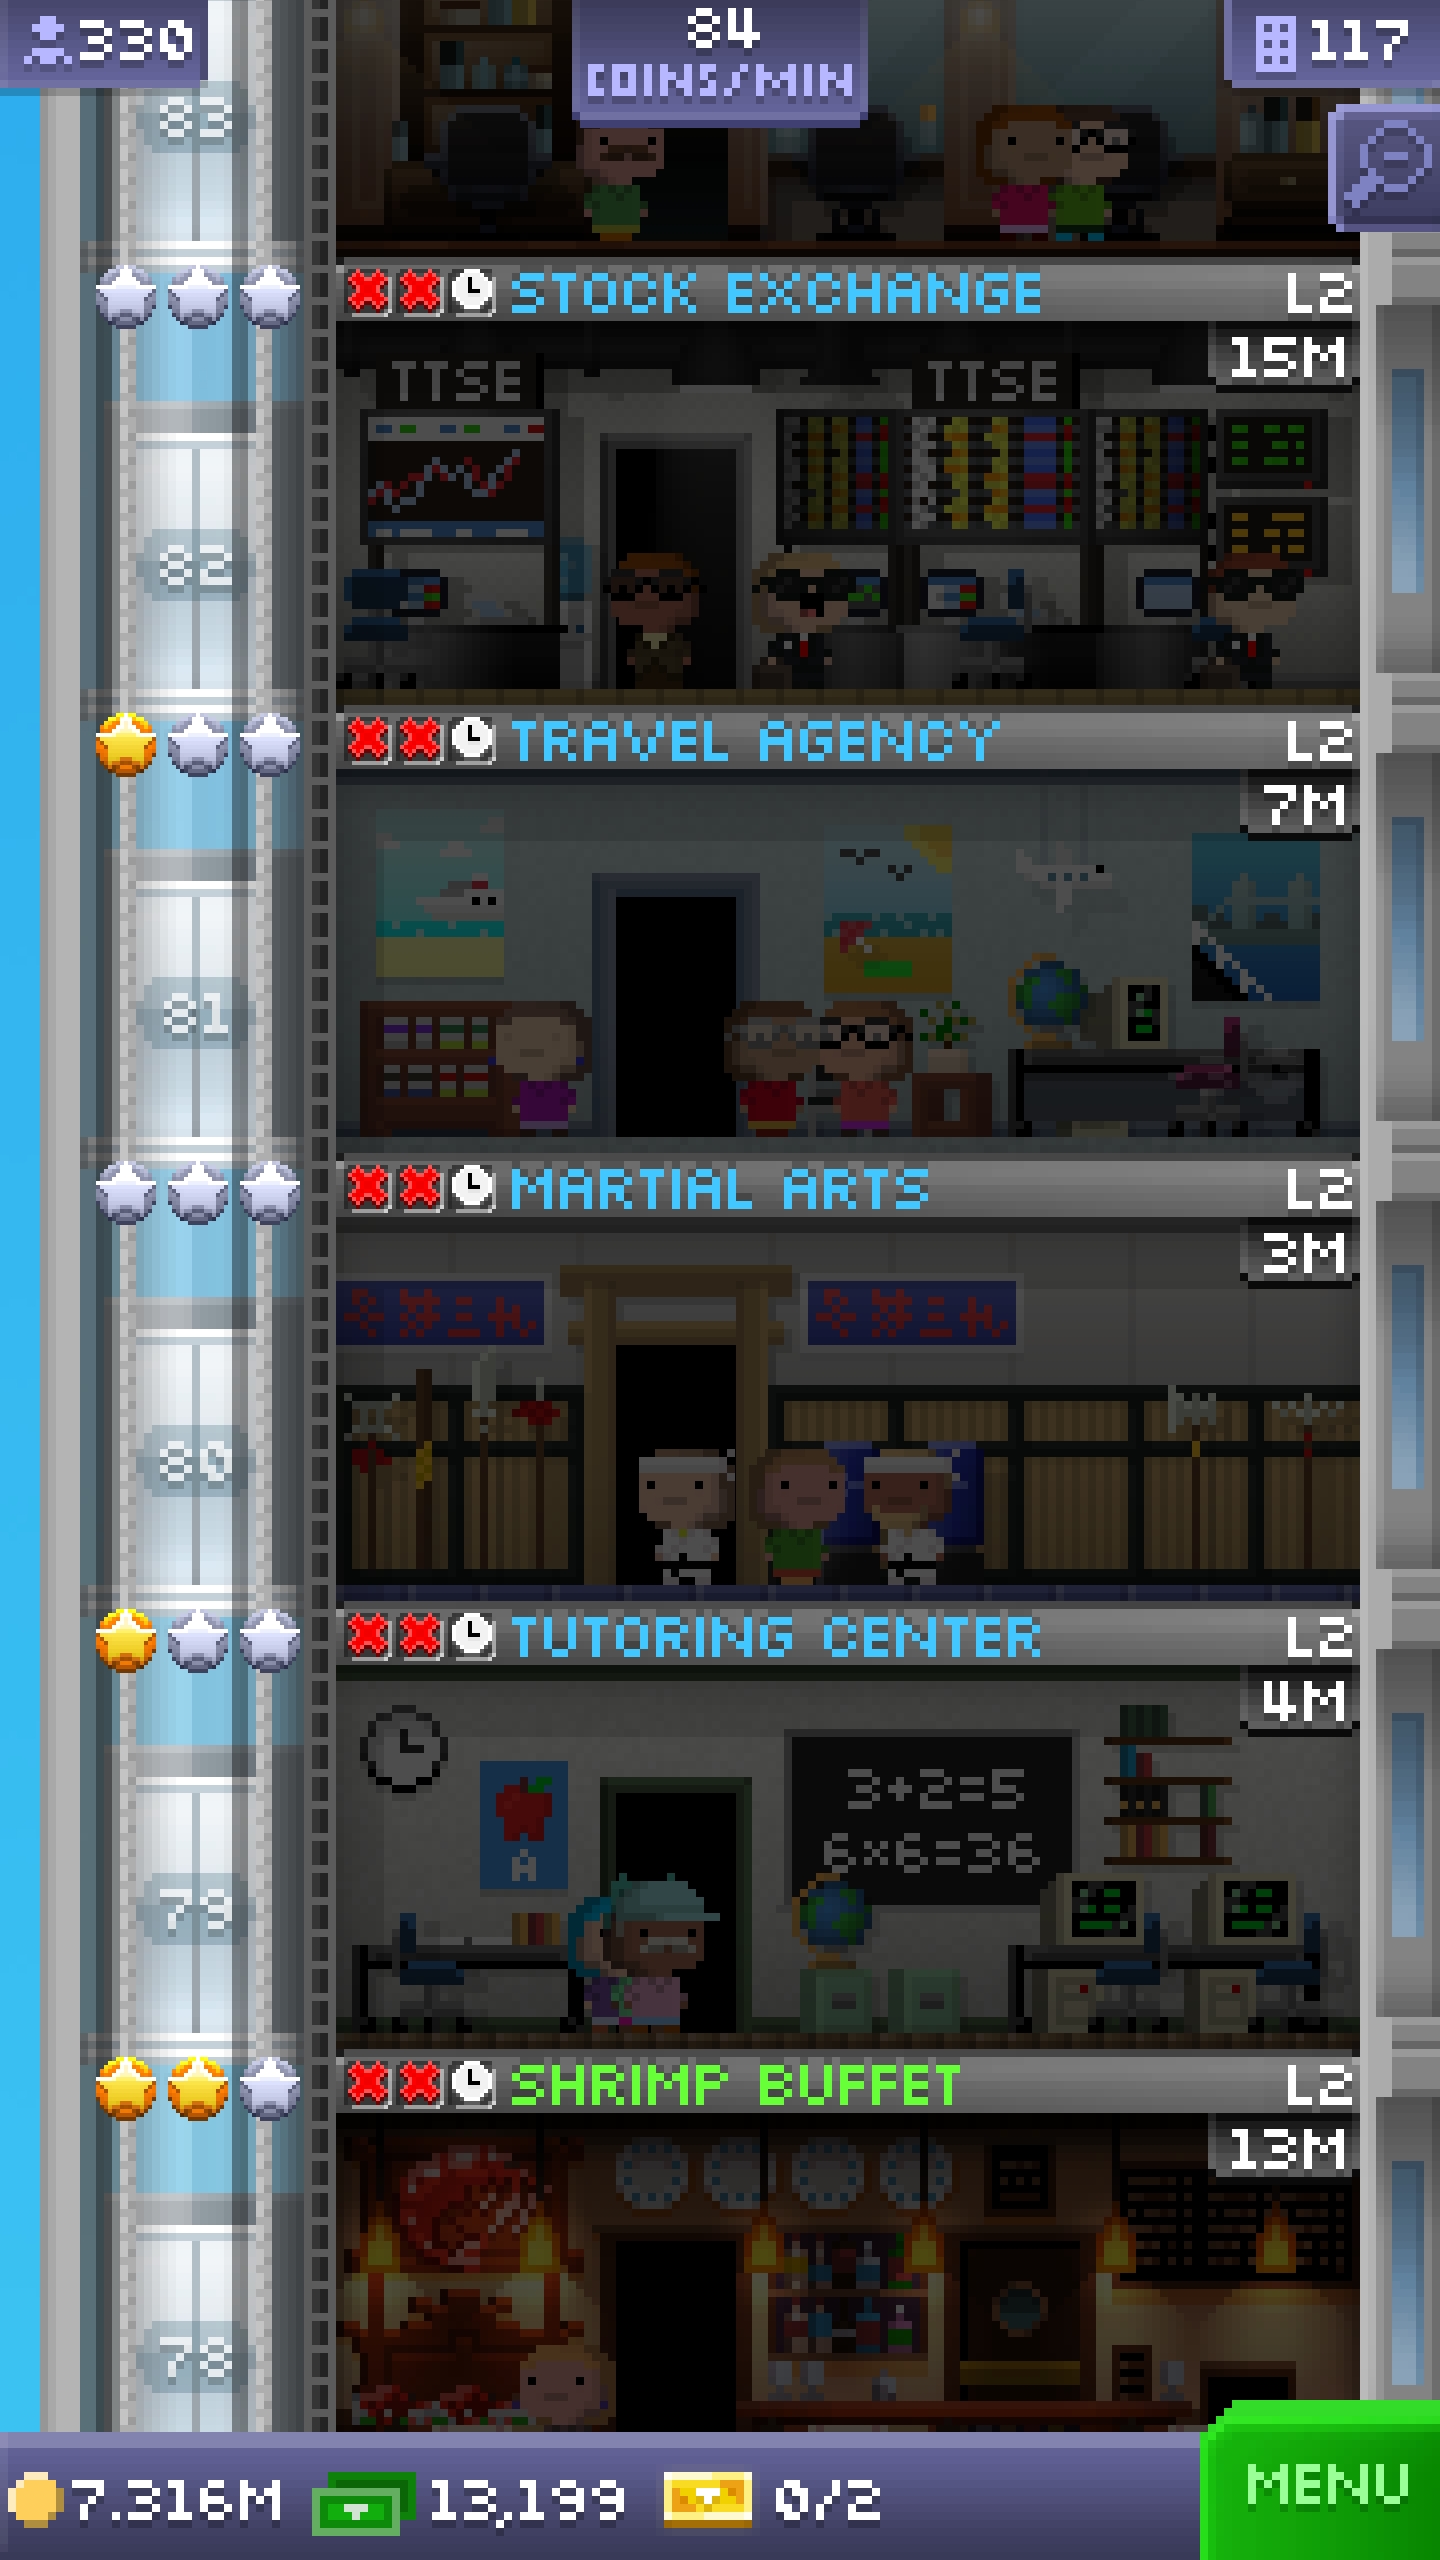 330
84
COINS/MIN
117
83
STOCK EXCHANGE
L2
15M
TTSE
TTSE
82
TRAVEL AGENCY
L2
7M
81
MARTIAL ARTS
L2
3M
80
TUTORING CENTER
L2
4M
3+2=5
6×6=36
A
79
SHRIMP BUFFET
L2
13M
78
7.316M
13,199
0/2
MENU